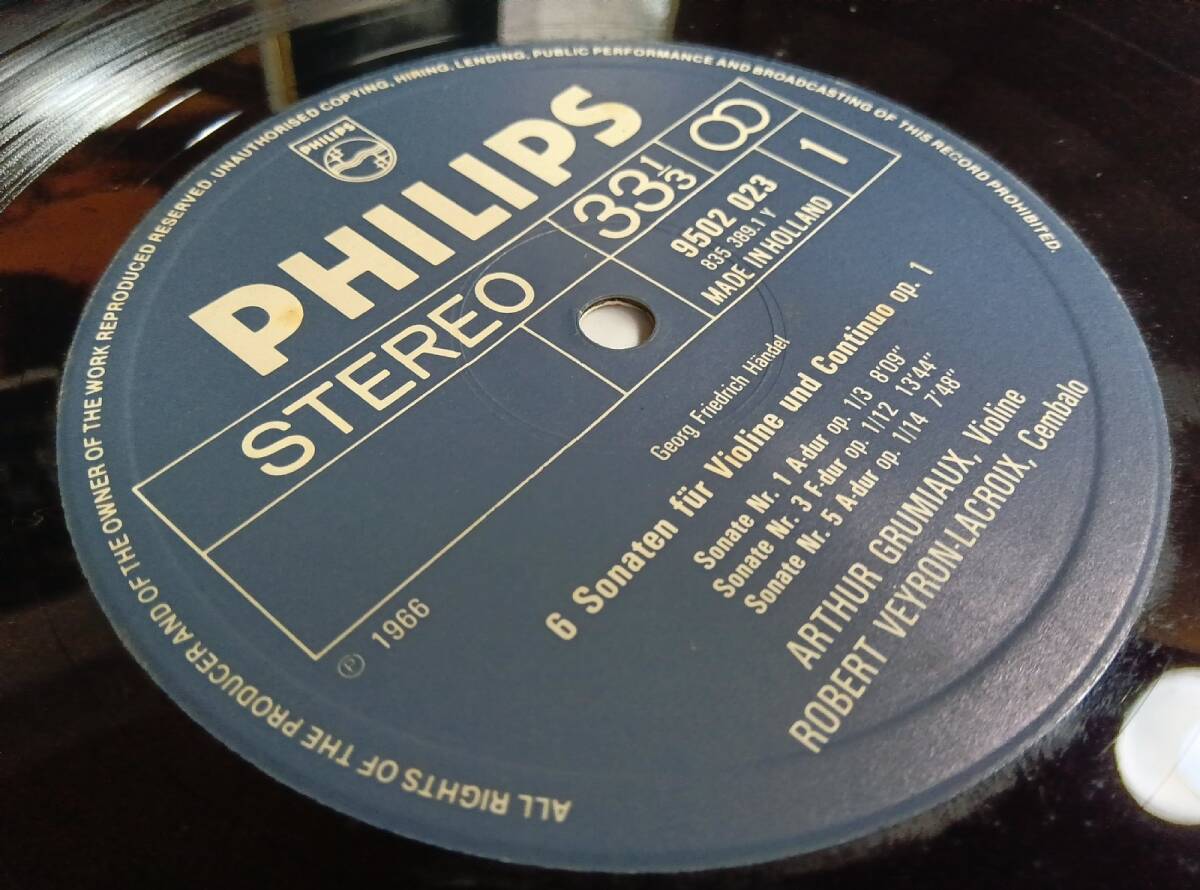 ALL RIGHTS OF THE PRODUCER AND OF THE OWNER OF THE WORK REPRODUCED RESERVED. UNAUTHORISED COPYING, HIRING, LENDING, PUBLIC PERFORMANCE AND BROADCASTING OF THIS RECORD PROHIBITED.
PHILIPS
PHILIPS
STEREO
33 1/3
1
9502 023
835 389.1 Y
MADE IN HOLLAND
℗ 1966
Georg Friedrich Händel
6 Sonaten für Violine und Continuo op. 1
Sonate Nr. 1 A-dur op. 1/3 8'09"
Sonate Nr. 3 F-dur op. 1/12 13'44"
Sonate Nr. 5 A-dur op. 1/14 7'48"
ARTHUR GRUMIAUX, Violine
ROBERT VEYRON-LACROIX, Cembalo